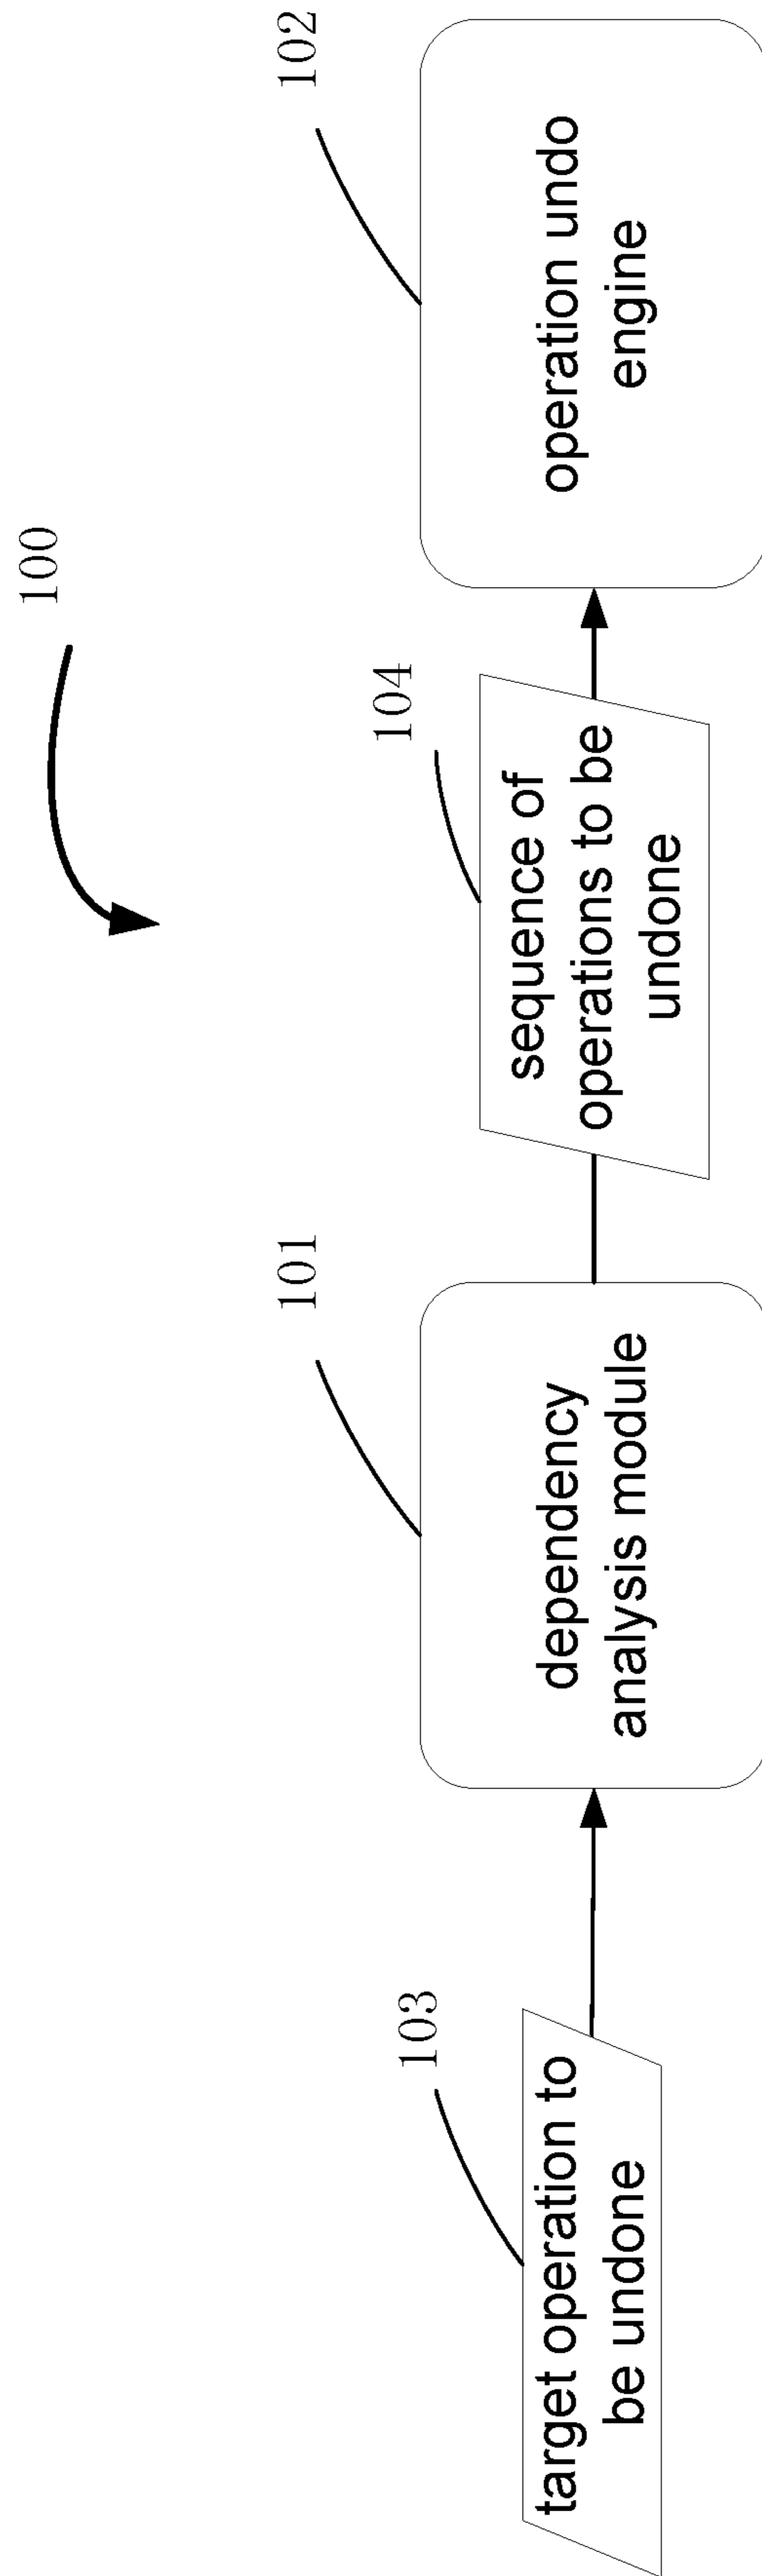 100
103
target operation to
be undone
101
dependency
analysis module
104
sequence of
operations to be
undone
102
operation undo
engine